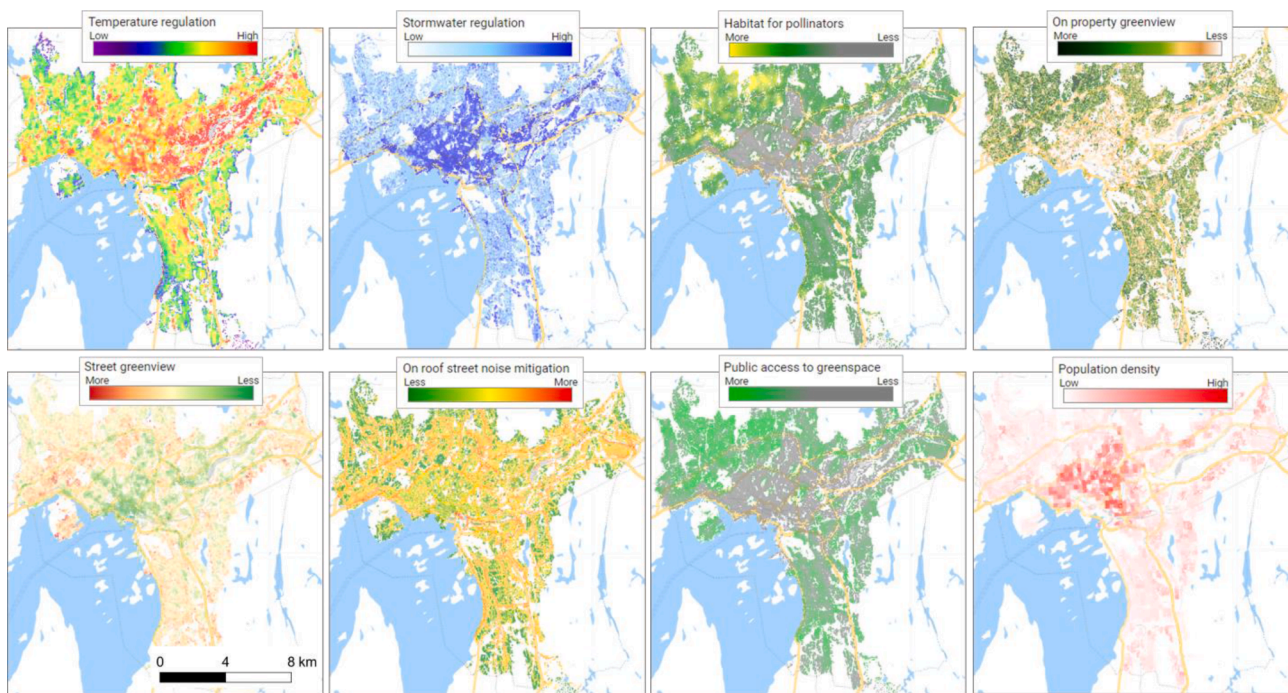 Temperature regulation
Low High
Stormwater regulation
Low High
Habitat for pollinators
More Less
On property greenview
More Less
Street greenview
More Less
On roof street noise mitigation
Less More
Public access to greenspace
More Less
Population density
Low High
0 4 8 km